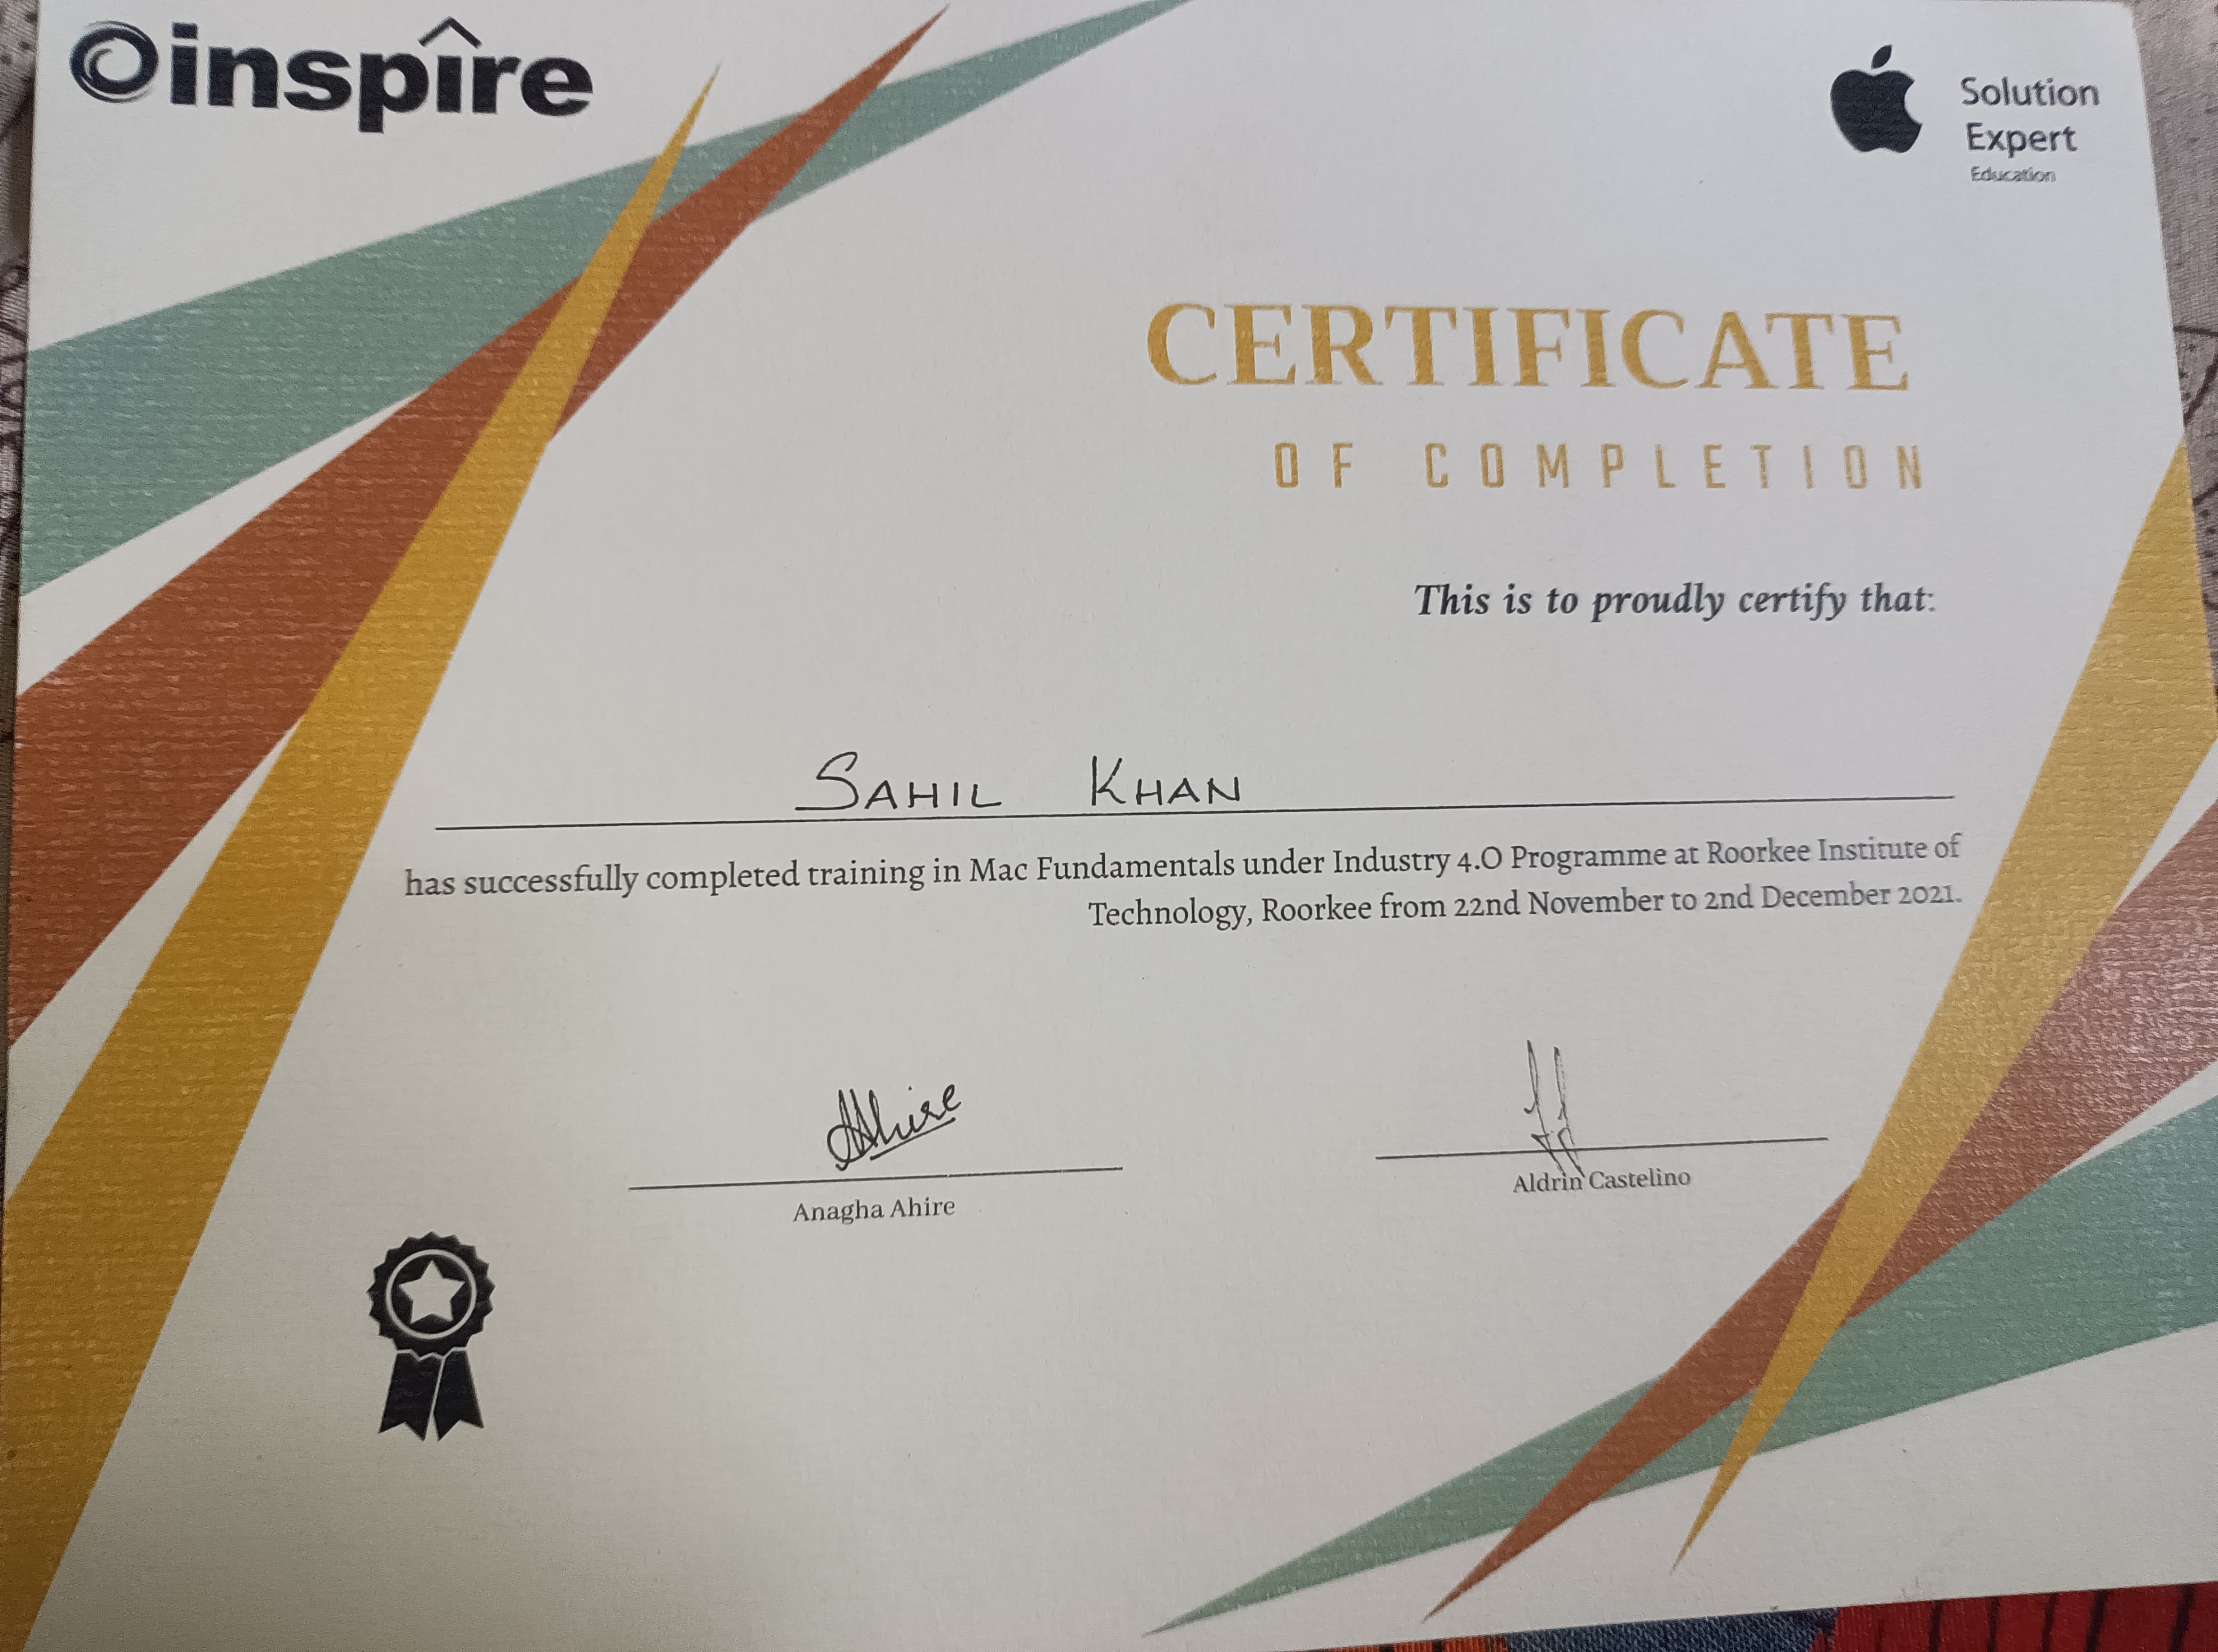 inspire
Solution
Expert
Education
CERTIFICATE
OF COMPLETION
This is to proudly certify that:
SAHIL KHAN
has successfully completed training in Mac Fundamentals under Industry 4.O Programme at Roorkee Institute of
Technology, Roorkee from 22nd November to 2nd December 2021.
AAhire
Anagha Ahire
Aldrin Castelino